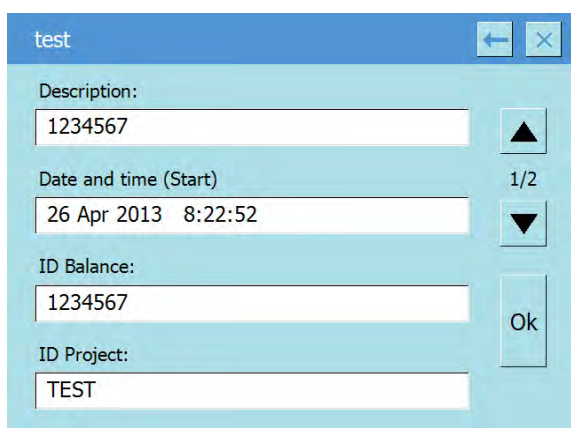 test
Description:
1234567
Date and time (Start)
1/2
26 Apr 2013 8:22:52
ID Balance:
1234567
Ok
ID Project:
TEST